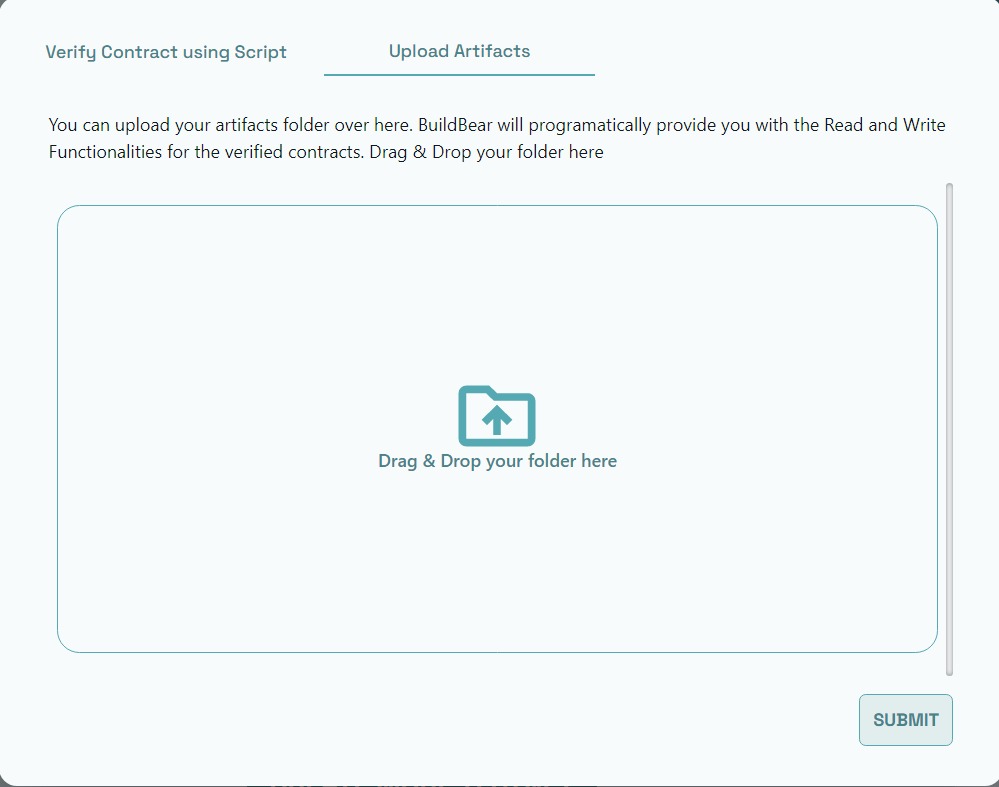 Verify Contract using Script
Upload Artifacts
You can upload your artifacts folder over here. BuildBear will programatically provide you with the Read and Write
Functionalities for the verified contracts. Drag & Drop your folder here
Drag & Drop your folder here
SUBMIT